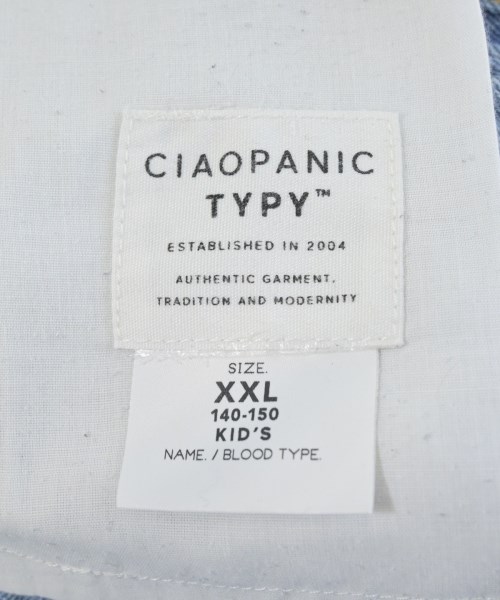 CIAOPANIC
TYPY™
ESTABLISHED IN 2004
AUTHENTIC GARMENT.
TRADITION AND MODERNITY
SIZE.
XXL
140-150
KID'S
NAME. / BLOOD TYPE.